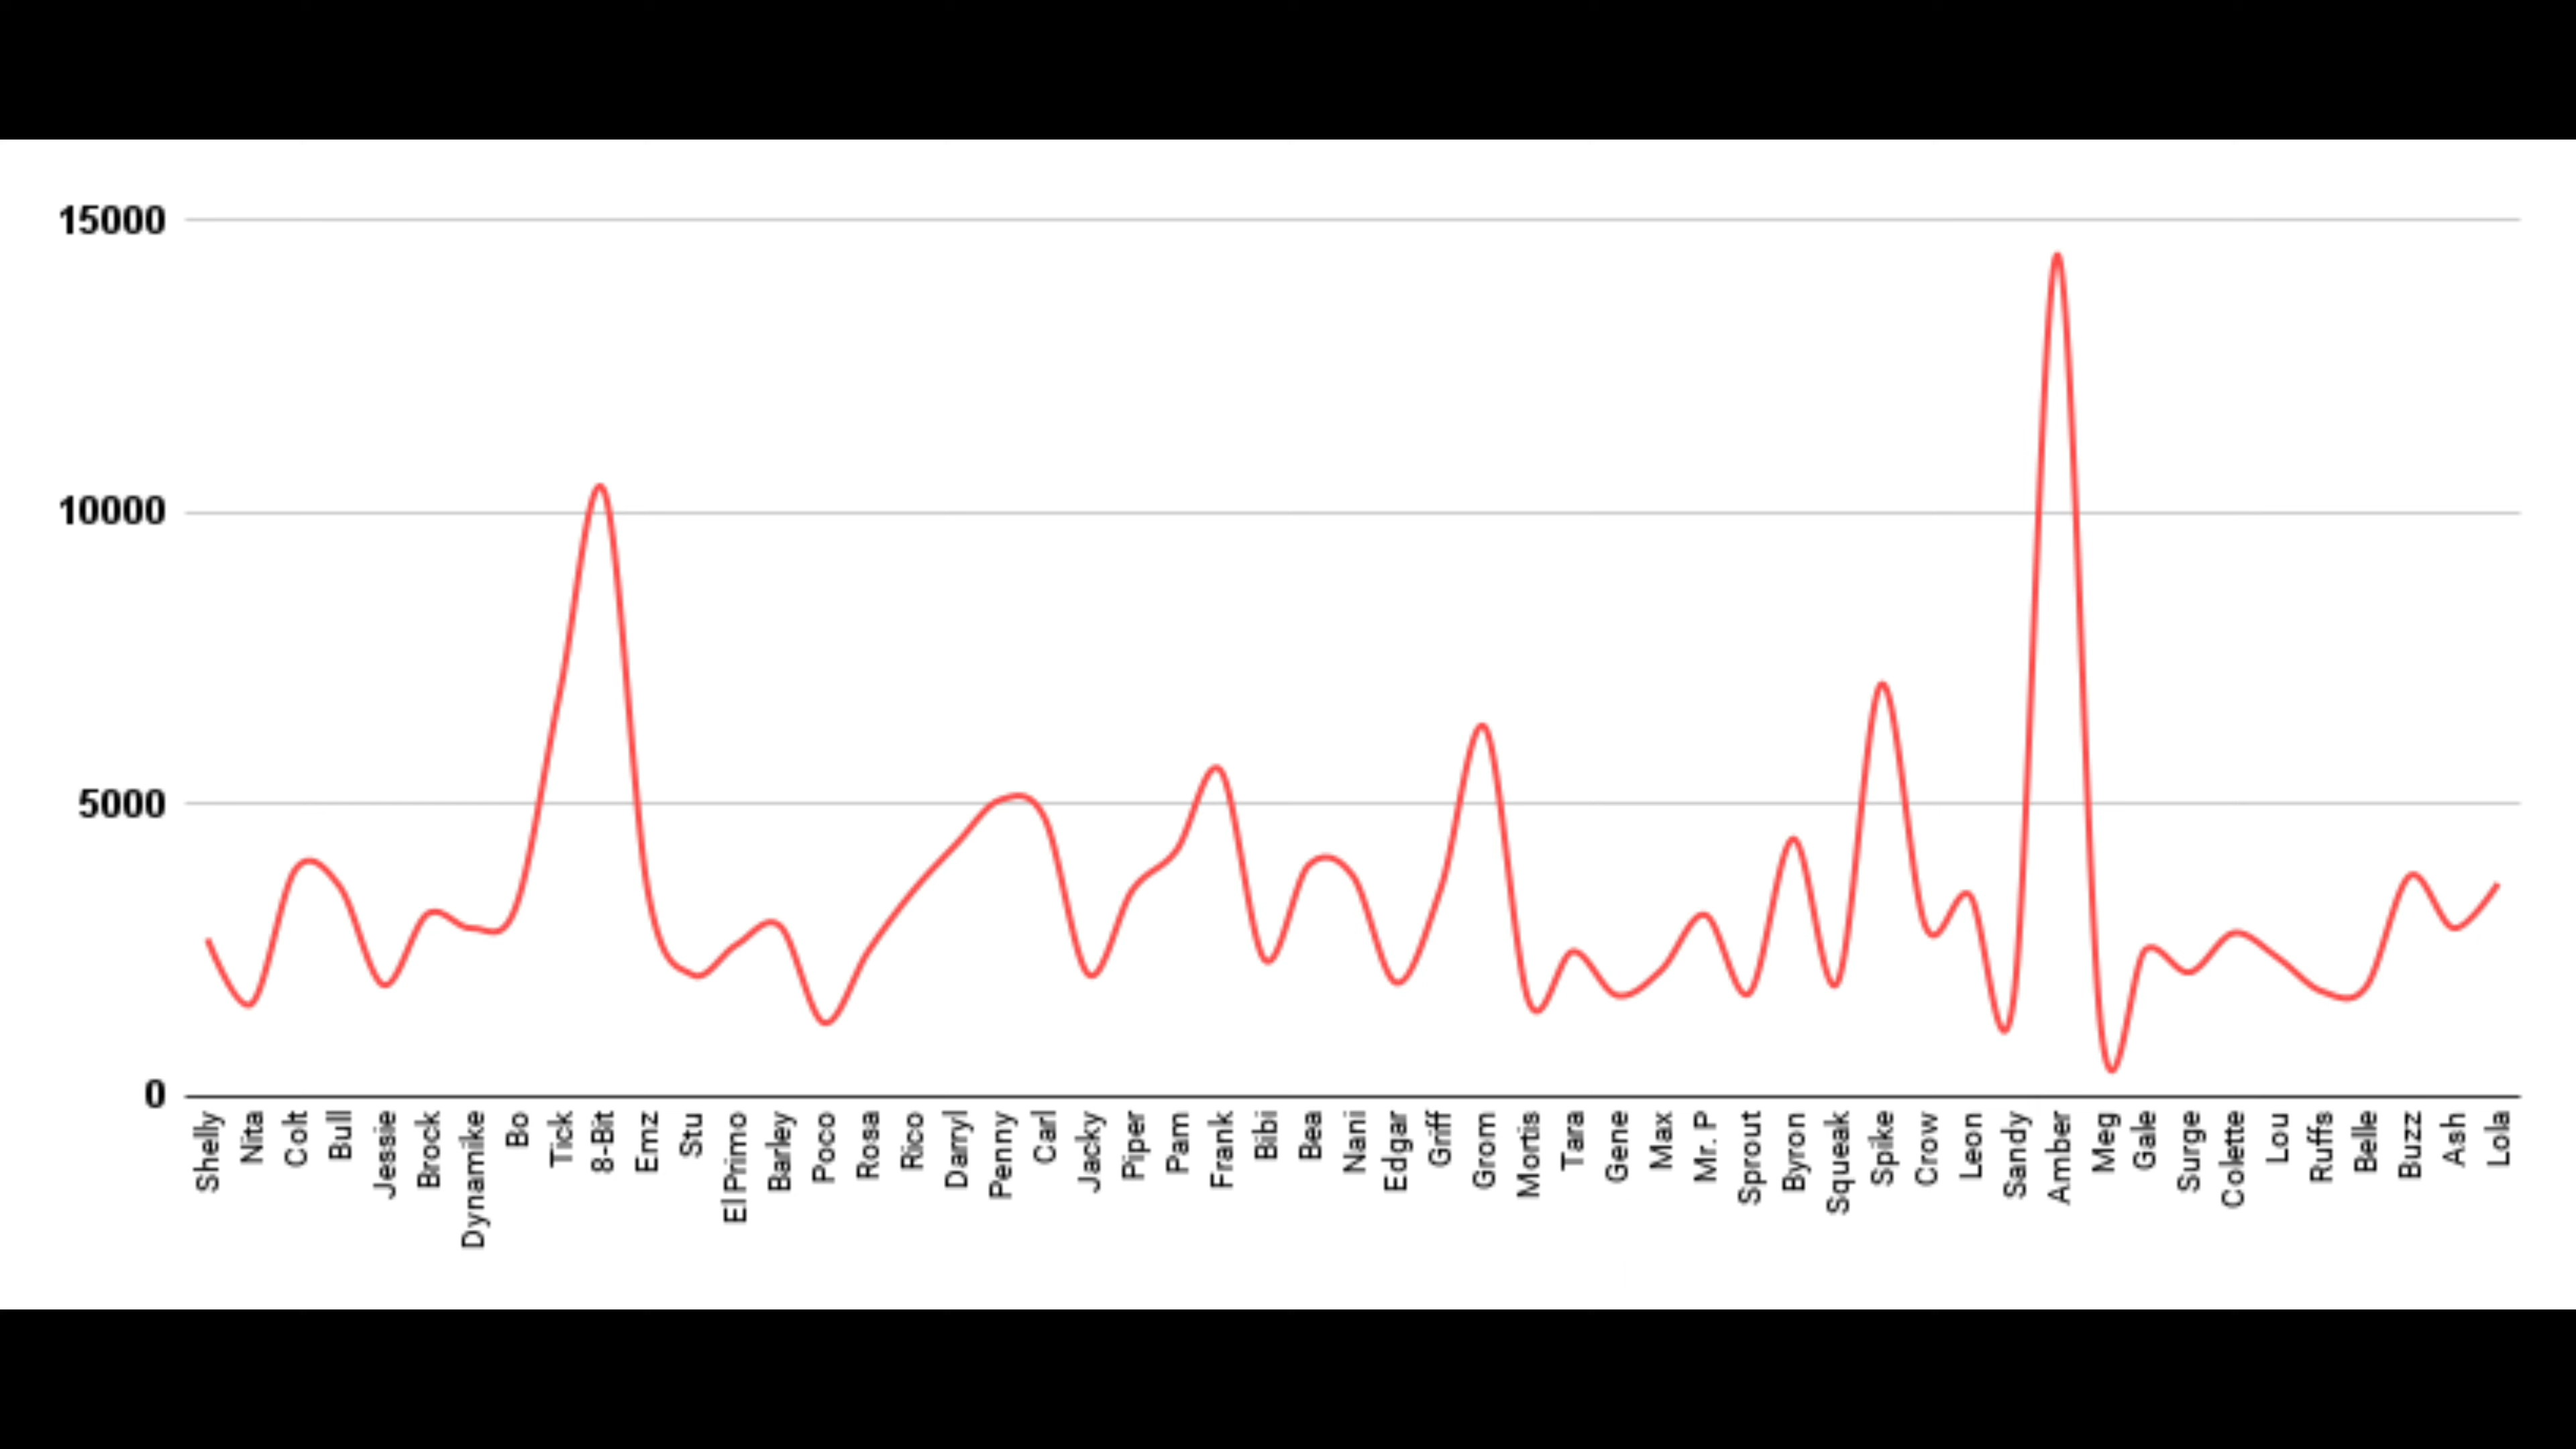 15000
10000
5000
0
Shelly
Nita
Colt
Bull
Jessie
Brock
Dynamike
Bo
Tick
8-Bit
Emz
Stu
El Primo
Barley
Poco
Rosa
Rico
Darryl
Penny
Carl
Jacky
Piper
Pam
Frank
Bibi
Bea
Nani
Edgar
Griff
Grom
Mortis
Tara
Gene
Max
Mr. P
Sprout
Byron
Squeak
Spike
Crow
Leon
Sandy
Amber
Meg
Gale
Surge
Colette
Lou
Ruffs
Belle
Buzz
Ash
Lola